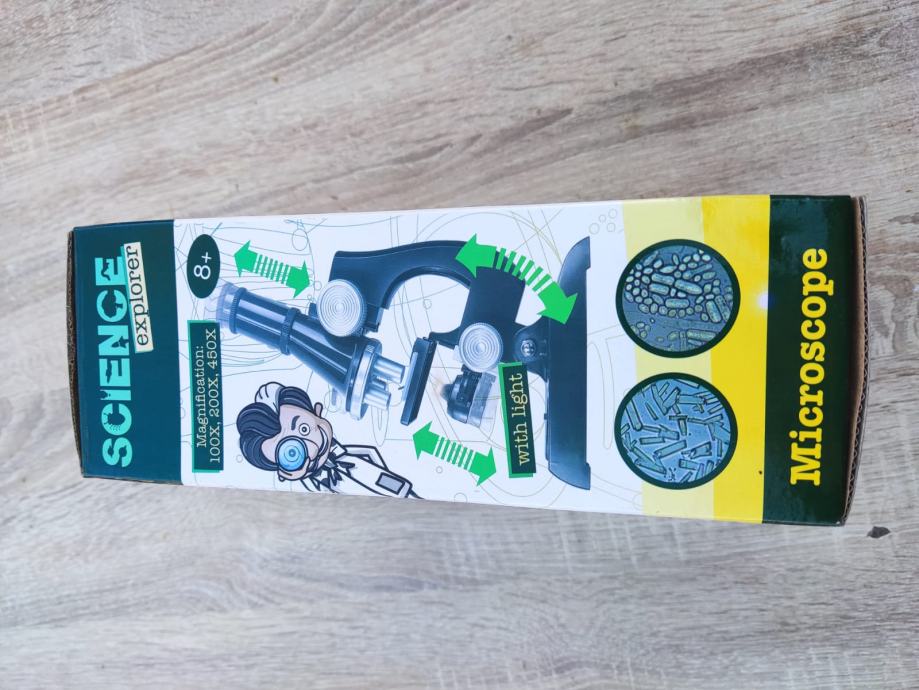 SCIENCE
explorer
8+
Magnification:
100X, 200X, 450X
with light
Microscope